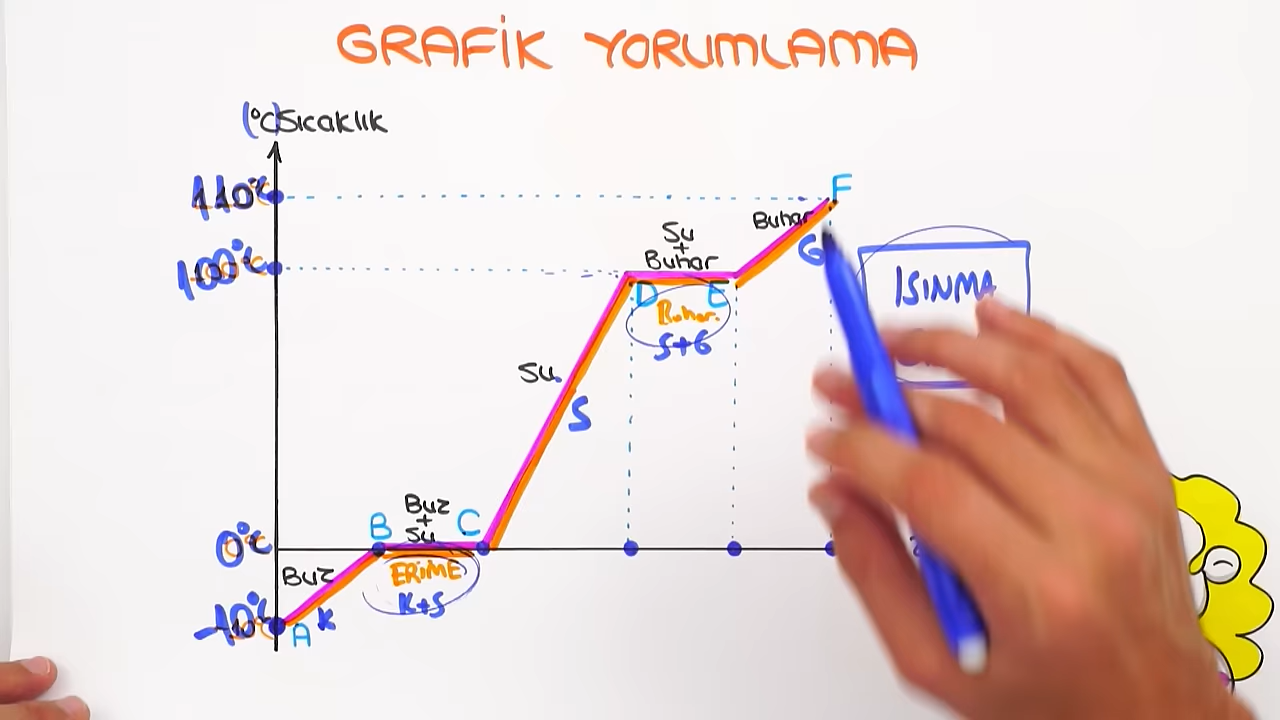 GRAFİK YORUMLAMA
(°C)Sıcaklık
110°C
100°C
0°C
-10°C
F
Buhar
G
Su
+
Buhar
D E
Buhar.
S+G
ISINMA
Su
S
Buz
+
Su
B C
ERİME
K+S
Buz
K
A